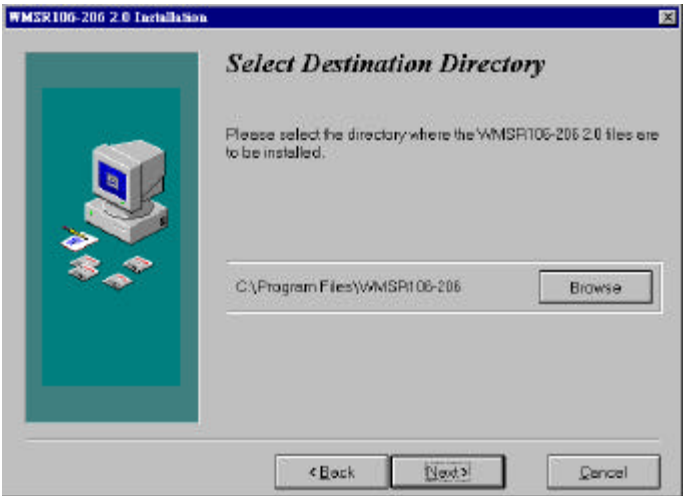 WMSR106-206 2.0 Installation
Select Destination Directory
Please select the directory where the WMSR106-206 2.0 files are
to be installed.
C:\Program Files\WMSR106-206
Browse
< Back
Next >
Cancel